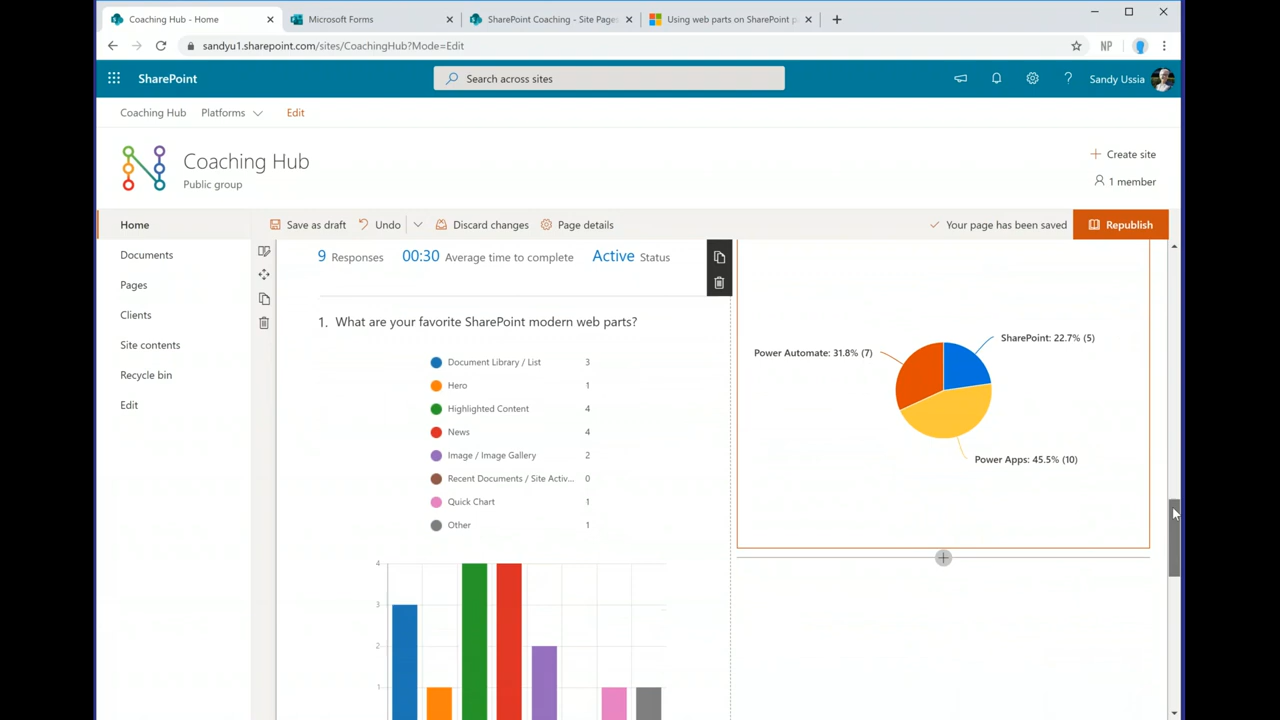 Coaching Hub - Home
Microsoft Forms
SharePoint Coaching - Site Pages
Using web parts on SharePoint p
sandyu1.sharepoint.com/sites/CoachingHub?Mode=Edit
NP
SharePoint
Search across sites
Sandy Ussia
Coaching Hub
Platforms
Edit
Coaching Hub
Public group
Create site
1 member
Home
Save as draft
Undo
Discard changes
Page details
Your page has been saved
Republish
Documents
Pages
Clients
Site contents
Recycle bin
Edit
9 Responses
00:30 Average time to complete
Active Status
1. What are your favorite SharePoint modern web parts?
Document Library / List 3
Hero 1
Highlighted Content 4
News 4
Image / Image Gallery 2
Recent Documents / Site Activ... 0
Quick Chart 1
Other 1
4
3
2
1
SharePoint: 22.7% (5)
Power Automate: 31.8% (7)
Power Apps: 45.5% (10)